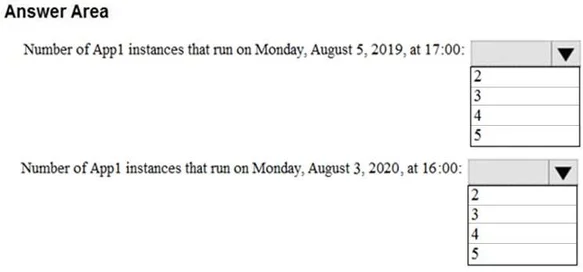 Answer Area
Number of App1 instances that run on Monday, August 5, 2019, at 17:00:
2
3
4
5
Number of App1 instances that run on Monday, August 3, 2020, at 16:00:
2
3
4
5